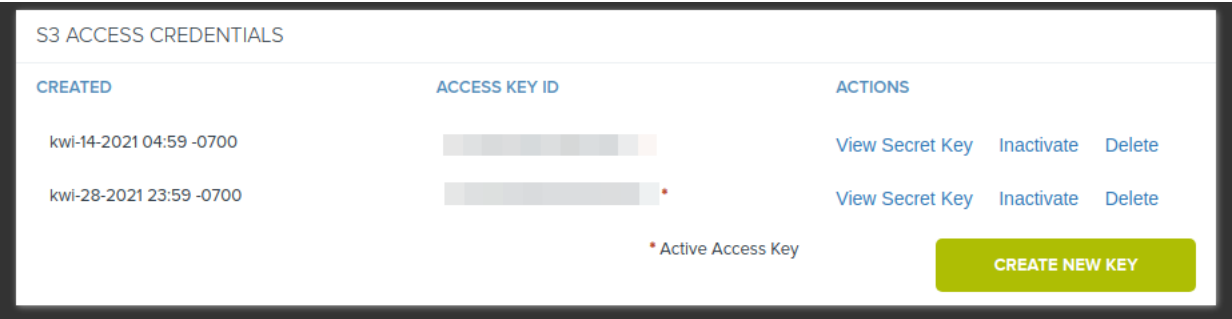 S3 ACCESS CREDENTIALS
CREATED ACCESS KEY ID ACTIONS
kwi-14-2021 04:59 -0700 View Secret Key Inactivate Delete
kwi-28-2021 23:59 -0700 * View Secret Key Inactivate Delete
* Active Access Key
CREATE NEW KEY